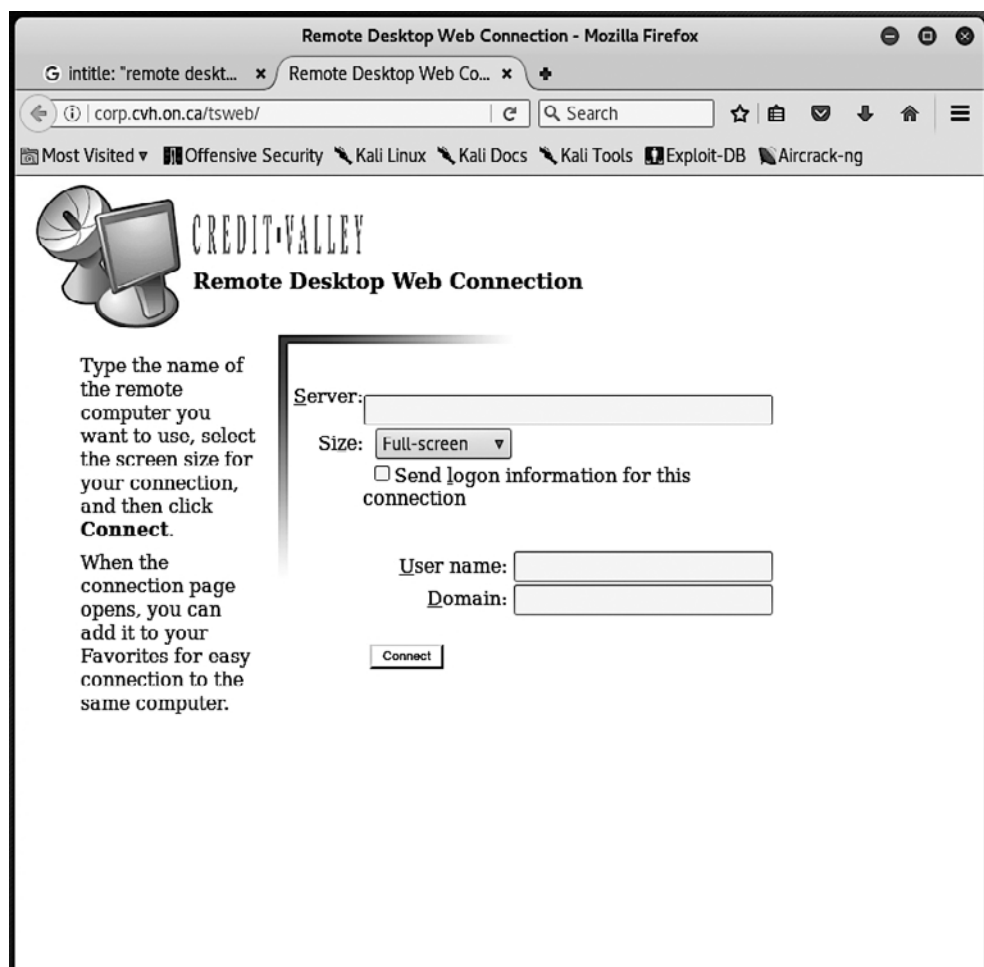 Remote Desktop Web Connection - Mozilla Firefox
G intitle: "remote deskt... × Remote Desktop Web Co... ×
corp.cvh.on.ca/tsweb/ Search
Most Visited Offensive Security Kali Linux Kali Docs Kali Tools Exploit-DB Aircrack-ng
CREDIT VALLEY
Remote Desktop Web Connection
Type the name of
the remote
computer you
want to use, select
the screen size for
your connection,
and then click
Connect.
When the
connection page
opens, you can
add it to your
Favorites for easy
connection to the
same computer.
Server:
Size: Full-screen
Send logon information for this
connection
User name:
Domain:
Connect